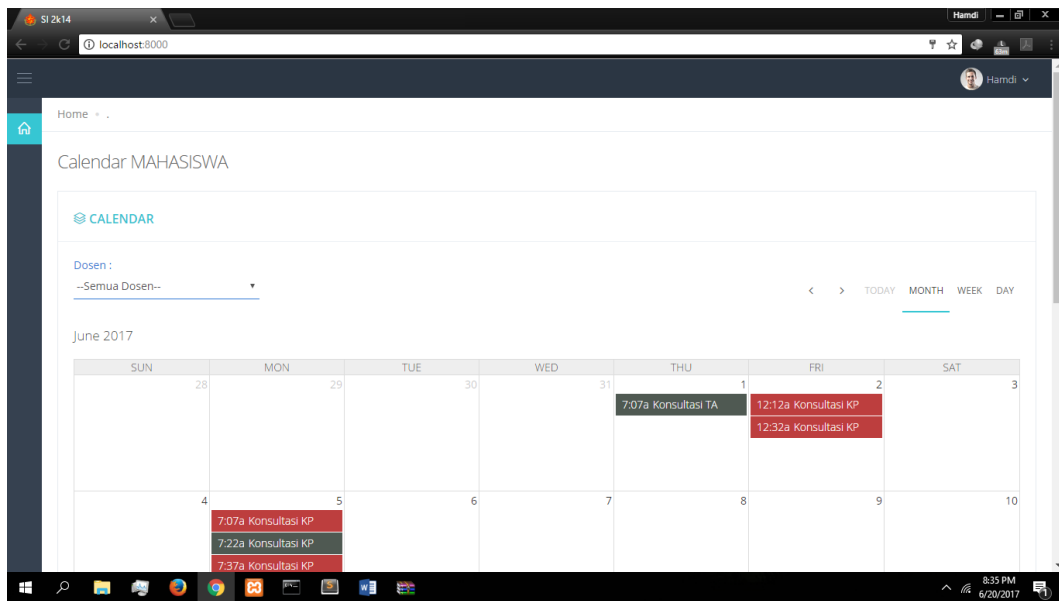 SI 2k14
Hamdi
localhost:8000
Hamdi
Home
Calendar MAHASISWA
CALENDAR
Dosen :
--Semua Dosen--
TODAY MONTH WEEK DAY
June 2017
SUN MON TUE WED THU FRI SAT
28 29 30 31 1 2 3
7:07a Konsultasi TA 12:12a Konsultasi KP
12:32a Konsultasi KP
4 5 6 7 8 9 10
7:07a Konsultasi KP
7:22a Konsultasi KP
7:37a Konsultasi KP
8:35 PM
6/20/2017